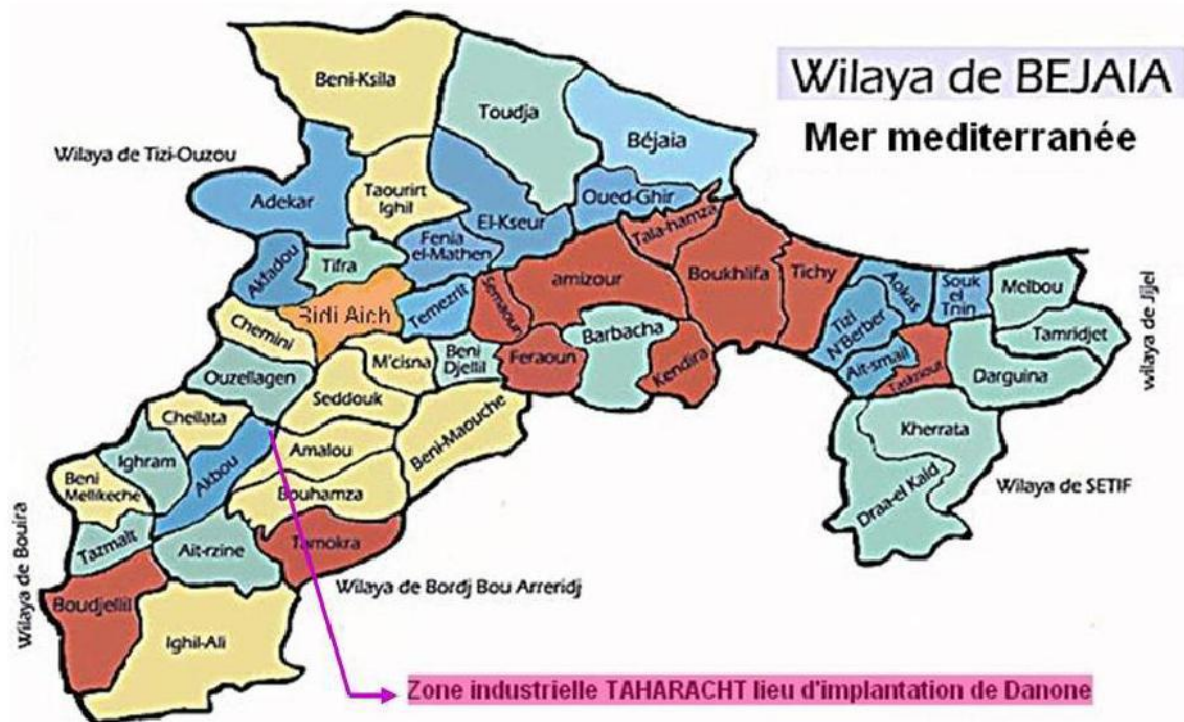 Wilaya de BEJAIA
Mer mediterranée
Beni-Ksila
Toudja
Béjaia
Wilaya de Tizi-Ouzou
Adekar
Taourirt
Ighil
Oued-Ghir
El-Kseur
Tala-hamza
Fenia
el-Mathen
Akfadou
Tifra
amizour
Boukhlifa
Tichy
Aokas
Souk
el
Tnin
Melbou
wilaya de Jijel
Ridi Aich
Temezrit
Semaoun
Tizi
N'Berber
Tamridjet
Chemini
M'cisna
Beni
Djellil
Feraoun
Barbacha
Kendira
Ait-smail
Taskriout
Darguina
Ouzellagen
Seddouk
Chellata
Amalou
Beni-Maouche
Kherrata
Ighram
Akbou
Beni
Mellikeche
Bouhamza
Draa-el Kaid
Wilaya de SETIF
Tazmalt
Ait-rzine
Tamokra
Wilaya de Bouira
Wilaya de Bordj Bou Arreridj
Boudjellil
Ighil-Ali
Zone industrielle TAHARACHT lieu d'implantation de Danone